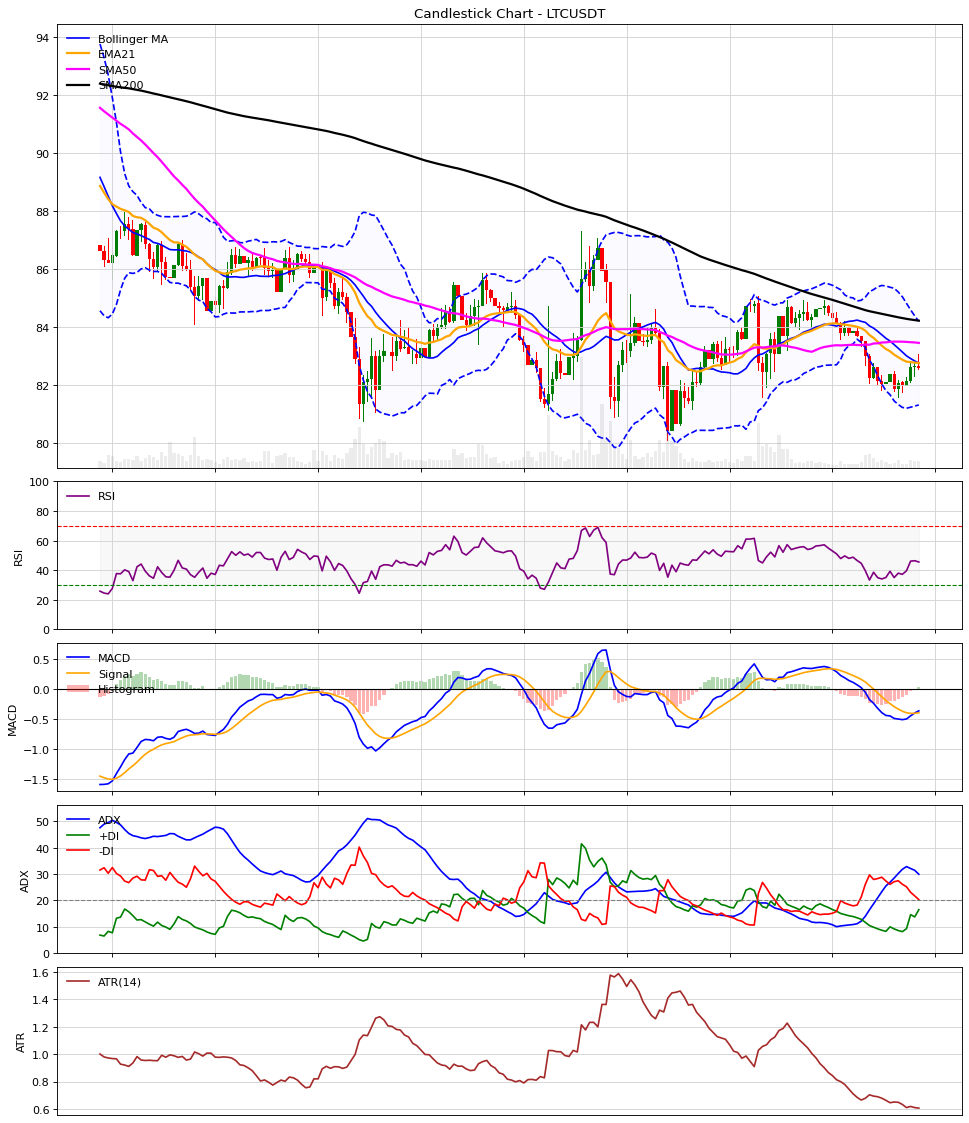 Candlestick Chart - LTCUSDT
94
92
90
88
86
84
82
80
Bollinger MA
EMA21
SMA50
SMA200
100
80
60
40
20
0
RSI
RSI
0.5
0.0
−0.5
−1.0
−1.5
MACD
MACD
Signal
Histogram
50
40
30
20
10
0
ADX
ADX
+DI
-DI
1.6
1.4
1.2
1.0
0.8
0.6
ATR
ATR(14)